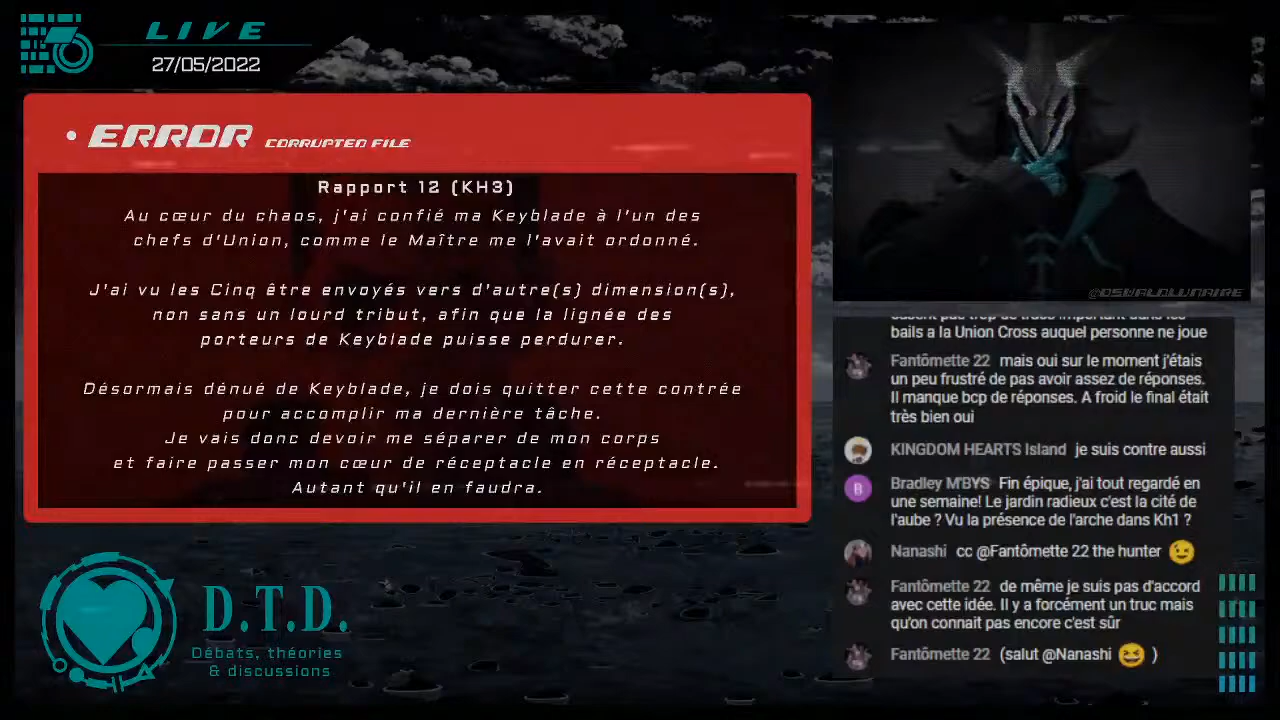 LIVE
27/05/2022
• ERROR CORRUPTED FILE
Rapport 12 (KH3)
Au cœur du chaos, j'ai confié ma Keyblade à l'un des
chefs d'Union, comme le Maître me l'avait ordonné.
J'ai vu les Cinq être envoyés vers d'autre(s) dimension(s),
non sans un lourd tribut, afin que la lignée des
porteurs de Keyblade puisse perdurer.
Désormais dénué de Keyblade, je dois quitter cette contrée
pour accomplir ma dernière tâche.
Je vais donc devoir me séparer de mon corps
et faire passer mon cœur de réceptacle en réceptacle.
Autant qu'il en faudra.
D.T.D.
Débats, théories
& discussions
@OSWALDLUNAIRE
bails a la Union Cross auquel personne ne joue
Fantômette 22 mais oui sur le moment j'étais
un peu frustré de pas avoir assez de réponses.
Il manque bcp de réponses. A froid le final était
très bien oui
KINGDOM HEARTS Island je suis contre aussi
B
Bradley M'BYS Fin épique, j'ai tout regardé en
une semaine! Le jardin radieux c'est la cité de
l'aube ? Vu la présence de l'arche dans Kh1 ?
Nanashi cc @Fantômette 22 the hunter 😉
Fantômette 22 de même je suis pas d'accord
avec cette idée. Il y a forcément un truc mais
qu'on connait pas encore c'est sûr
Fantômette 22 (salut @Nanashi 😆 )